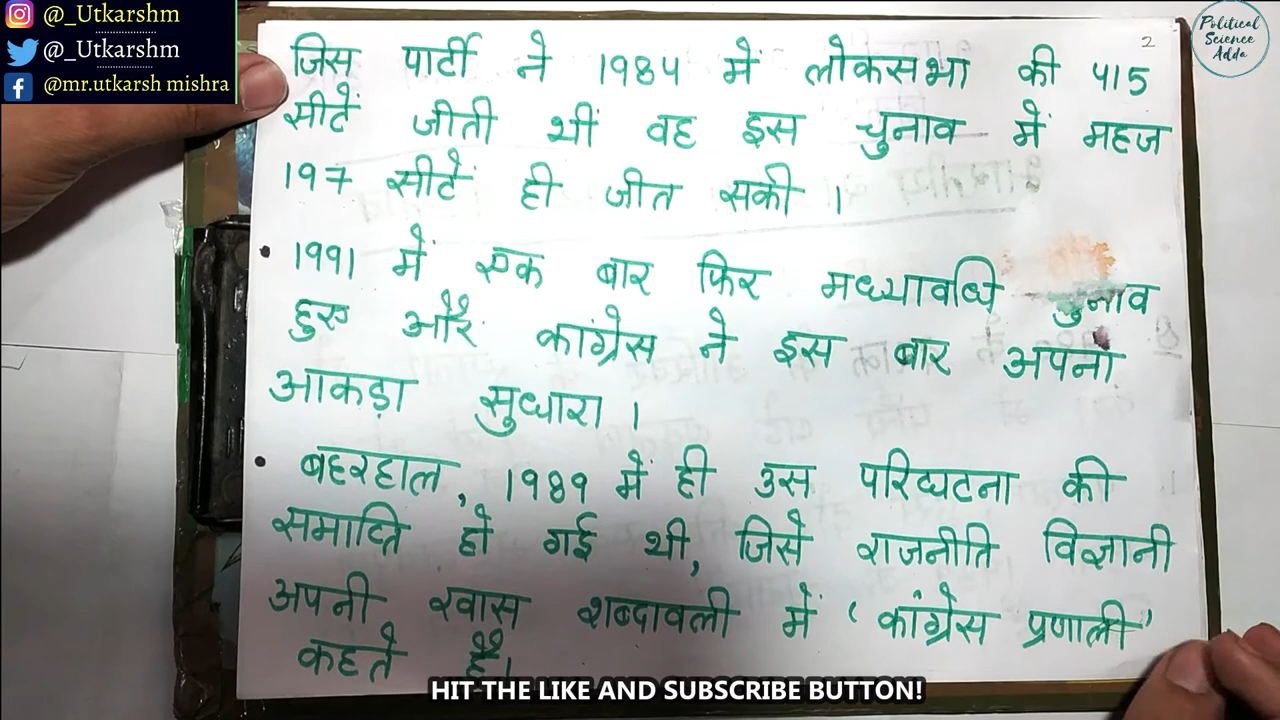 @_Utkarshm
@_Utkarshm
@mr.utkarsh mishra
Political
Science
Adda
2
जिस पार्टी ने 1984 में लोकसभा की 415
सीटें जीती थीं वह इस चुनाव में महज
197 सीटें ही जीत सकी ।
• 1991 में एक बार फिर मध्यावधि चुनाव
हुए और कांग्रेस ने इस बार अपना
आकड़ा सुधारा ।
• बहरहाल, 1989 में ही उस परिघटना की
समाप्ति हो गई थी, जिसे राजनीति विज्ञानी
अपनी खास शब्दावली में ‘कांग्रेस प्रणाली’
कहते हैं।
HIT THE LIKE AND SUBSCRIBE BUTTON!